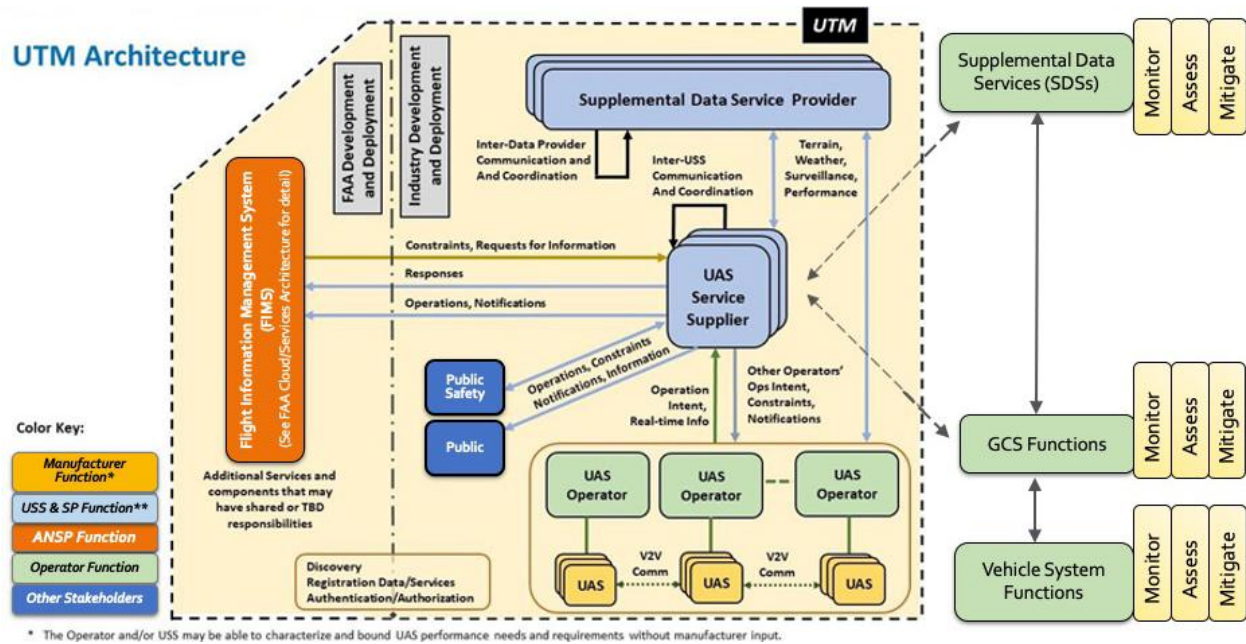 UTM Architecture
UTM
FAA Development
and Deployment
Industry Development
and Deployment
Supplemental Data Service Provider
Inter-Data Provider
Communication and
And Coordination
Inter-USS
Communication
And Coordination
Terrain,
Weather,
Surveillance,
Performance
Flight Information Management System
(FIMS)
(See FAA Cloud/Services Architecture for detail)
Constraints, Requests for Information
Responses
Operations, Notifications
UAS
Service
Supplier
Operations, Constraints
Notifications, Information
Public
Safety
Public
Operation
Intent,
Real-time Info
Other Operators'
Ops Intent,
Constraints,
Notifications
UAS
Operator
UAS
Operator
UAS
Operator
V2V
Comm
V2V
Comm
UAS
UAS
UAS
Additional Services and
components that may
have shared or TBD
responsibilities
Discovery
Registration Data/Services
Authentication/Authorization
Color Key:
Manufacturer
Function*
USS & SP Function**
ANSP Function
Operator Function
Other Stakeholders
Supplemental Data
Services (SDSs)
Monitor
Assess
Mitigate
GCS Functions
Monitor
Assess
Mitigate
Vehicle System
Functions
Monitor
Assess
Mitigate
* The Operator and/or USS may be able to characterize and bound UAS performance needs and requirements without manufacturer input.